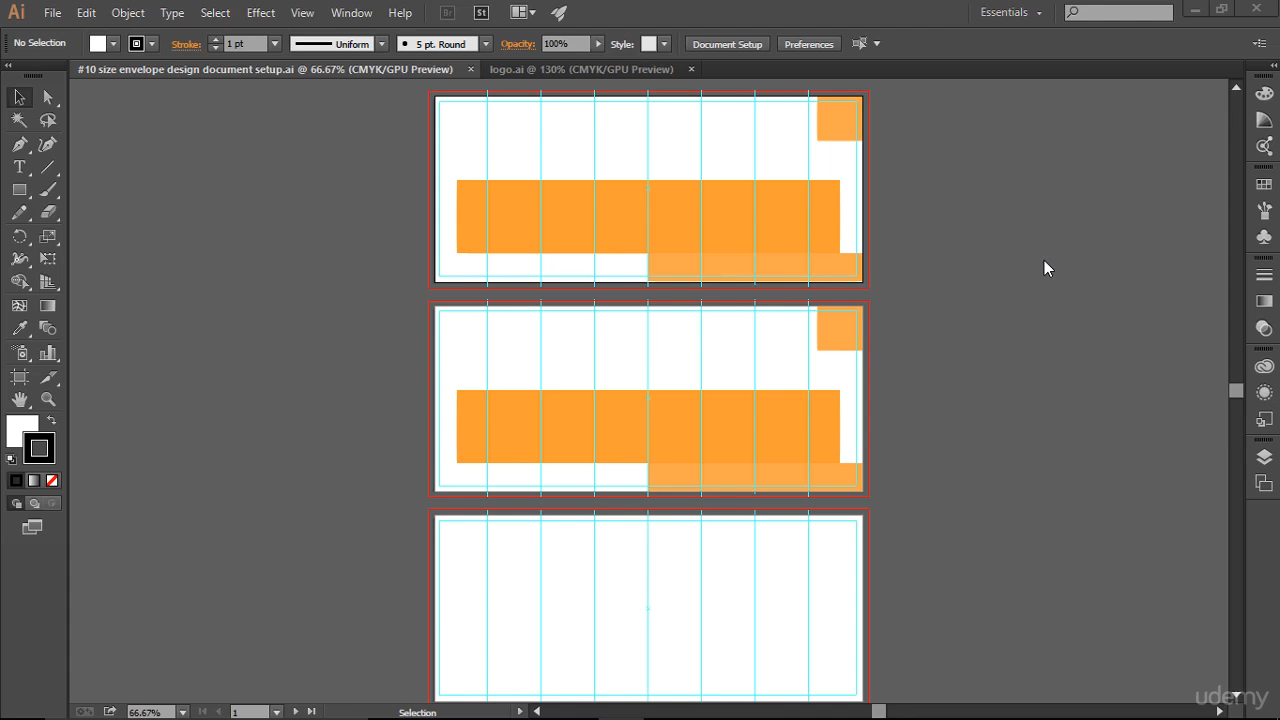 Ai File Edit Object Type Select Effect View Window Help Br St Essentials
No Selection Stroke: 1 pt Uniform 5 pt. Round Opacity: 100% Style: Document Setup Preferences
#10 size envelope design document setup.ai @ 66.67% (CMYK/GPU Preview) × logo.ai @ 130% (CMYK/GPU Preview) ×
T
udemy
66.67% 1 Selection